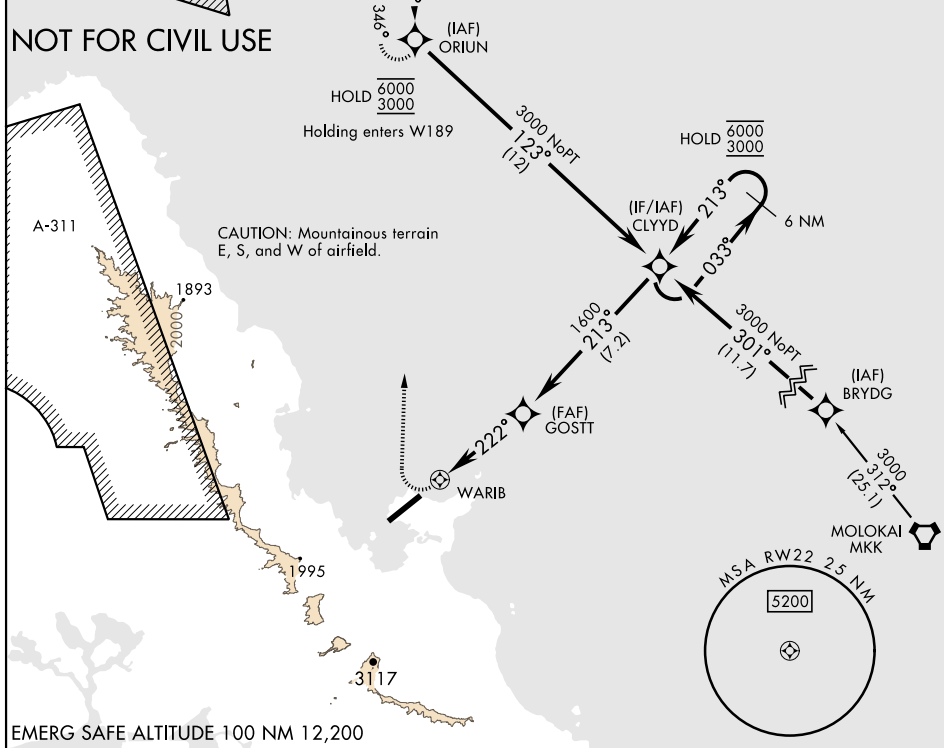 346°
(IAF)
ORIUN
NOT FOR CIVIL USE
HOLD 6000
3000
Holding enters W189
3000 NoPT
123°
(12)
HOLD 6000
3000
213°
6 NM
033°
(IF/IAF)
CLYYD
A-311
CAUTION: Mountainous terrain
E, S, and W of airfield.
1893
2000
1600
213°
(7.2)
3000 NoPT
301°
(11.7)
(IAF)
BRYDG
(FAF)
GOSTT
222°
WARIB
3000
312°
(25.1)
MOLOKAI
MKK
1995
MSA RW22 25 NM
5200
3117
EMERG SAFE ALTITUDE 100 NM 12,200